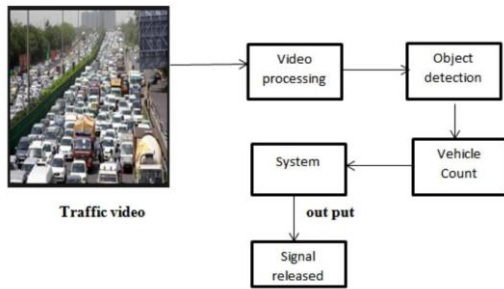 Video
processing
Object
detection
Vehicle
Count
System
Traffic video
out put
Signal
released